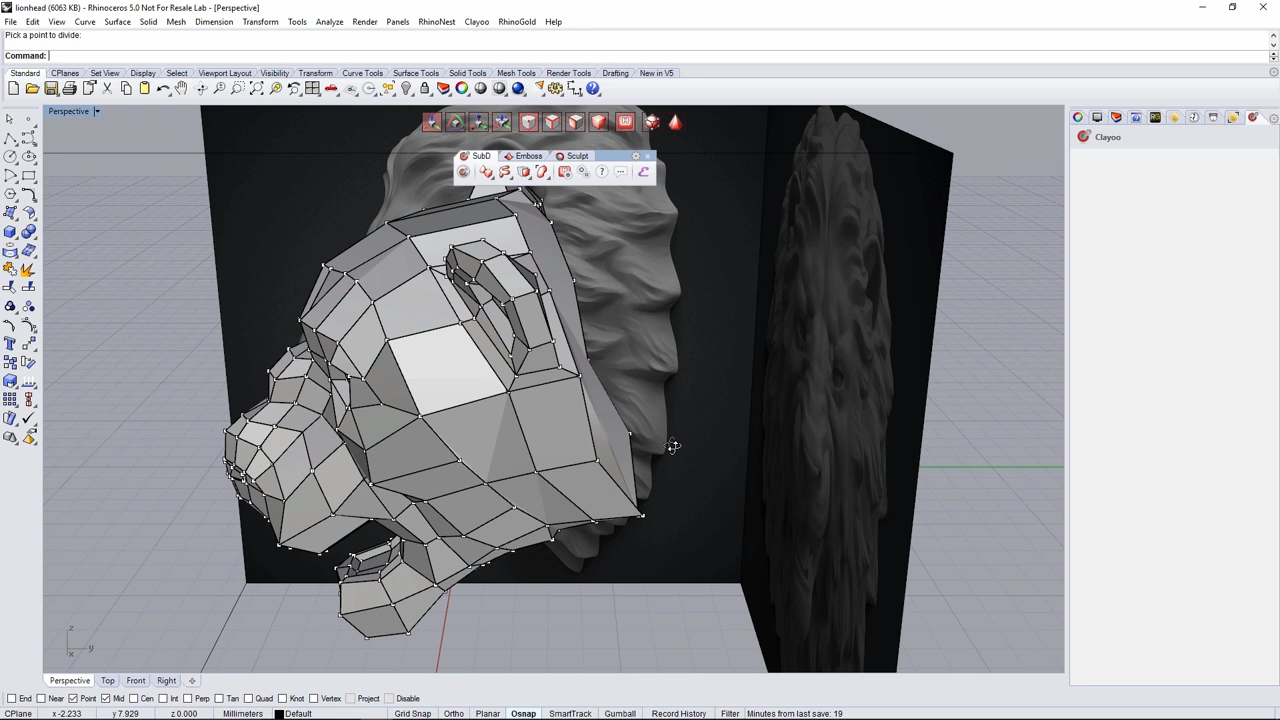 lionhead (6063 KB) - Rhinoceros 5.0 Not For Resale Lab - [Perspective]
File Edit View Curve Surface Solid Mesh Dimension Transform Tools Analyze Render Panels RhinoNest Clayoo RhinoGold Help
Pick a point to divide:
Command:
Standard CPlanes Set View Display Select Viewport Layout Visibility Transform Curve Tools Surface Tools Solid Tools Mesh Tools Render Tools Drafting New in V5
Perspective
Clayoo
SubD Emboss Sculpt
z
y
x
Perspective Top Front Right
End Near Point Mid Cen Int Perp Tan Quad Knot Vertex Project Disable
CPlane x -2.233 y 7.929 z 0.000 Millimeters Default Grid Snap Ortho Planar Osnap SmartTrack Gumball Record History Filter Minutes from last save: 19